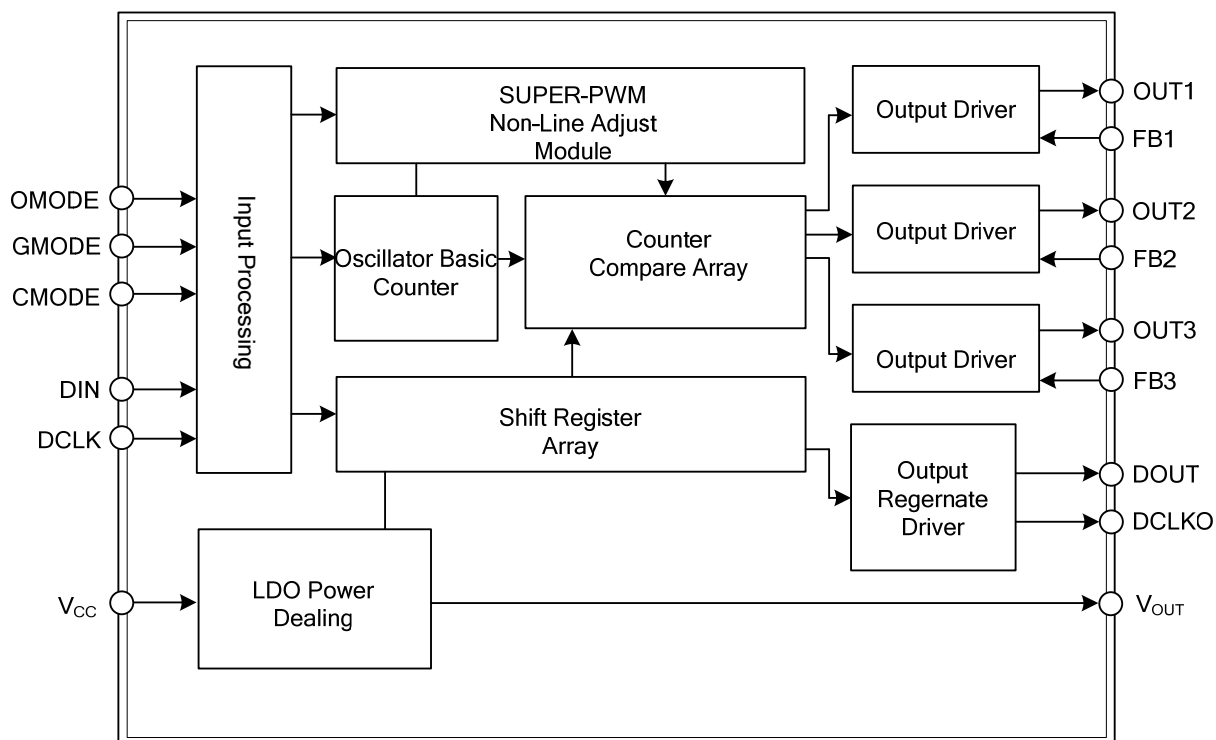 SUPER-PWM
Non-Line Adjust
Module
Output Driver
OUT1
FB1
OMODE
GMODE
CMODE
DIN
DCLK
Input Processing
Oscillator Basic
Counter
Counter
Compare Array
Output Driver
OUT2
FB2
Output Driver
OUT3
FB3
Shift Register
Array
Output
Regernate
Driver
DOUT
DCLKO
VCC
LDO Power
Dealing
VOUT